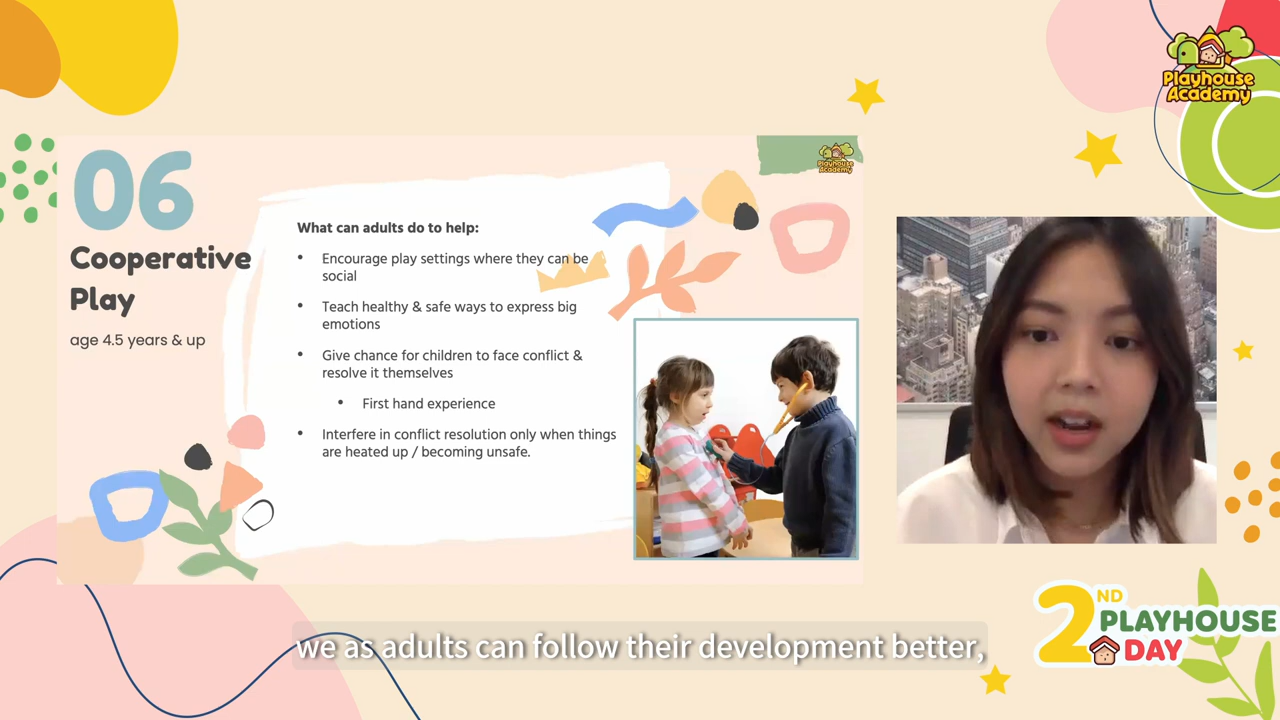 Playhouse
Academy
06
Cooperative
Play
age 4.5 years & up
Playhouse
Academy
What can adults do to help:
• Encourage play settings where they can be
social
• Teach healthy & safe ways to express big
emotions
• Give chance for children to face conflict &
resolve it themselves
• First hand experience
• Interfere in conflict resolution only when things
are heated up / becoming unsafe.
we as adults can follow their development better,
2ND
PLAYHOUSE
DAY